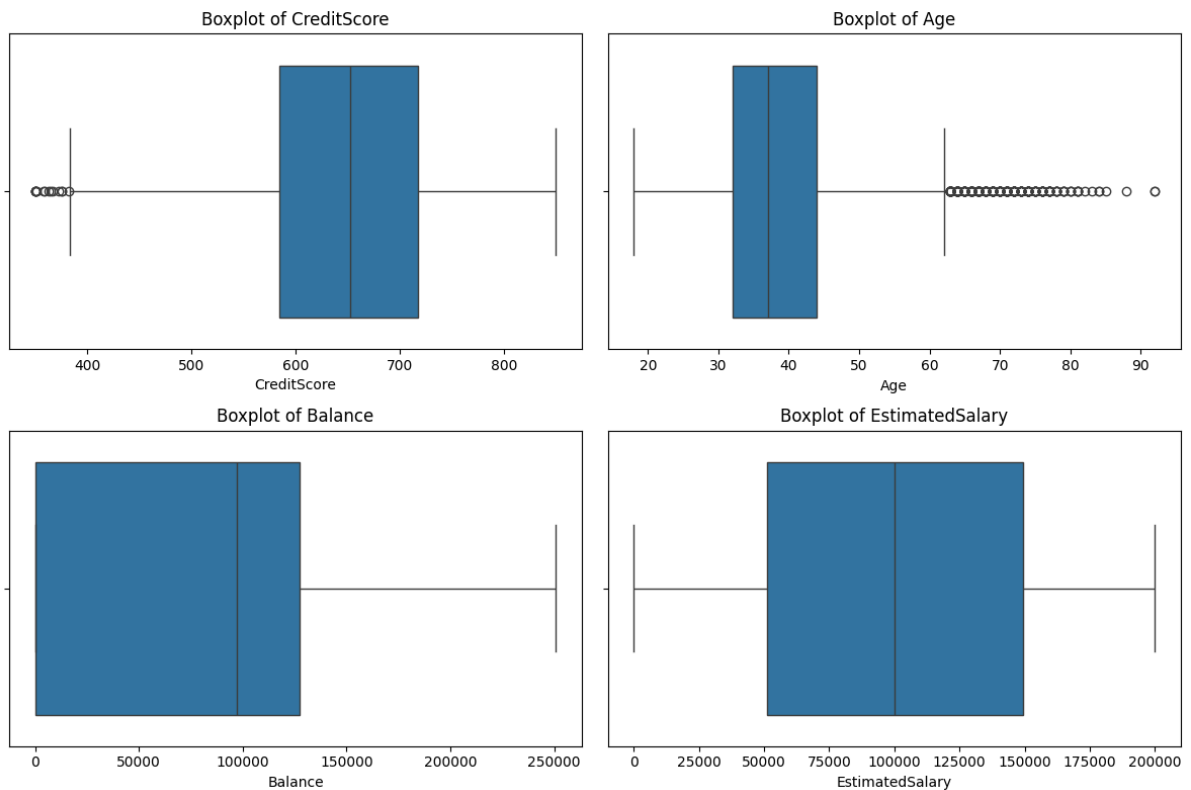 Boxplot of CreditScore
400 500 600 700 800
CreditScore
Boxplot of Age
20 30 40 50 60 70 80 90
Age
Boxplot of Balance
0 50000 100000 150000 200000 250000
Balance
Boxplot of EstimatedSalary
0 25000 50000 75000 100000 125000 150000 175000 200000
EstimatedSalary